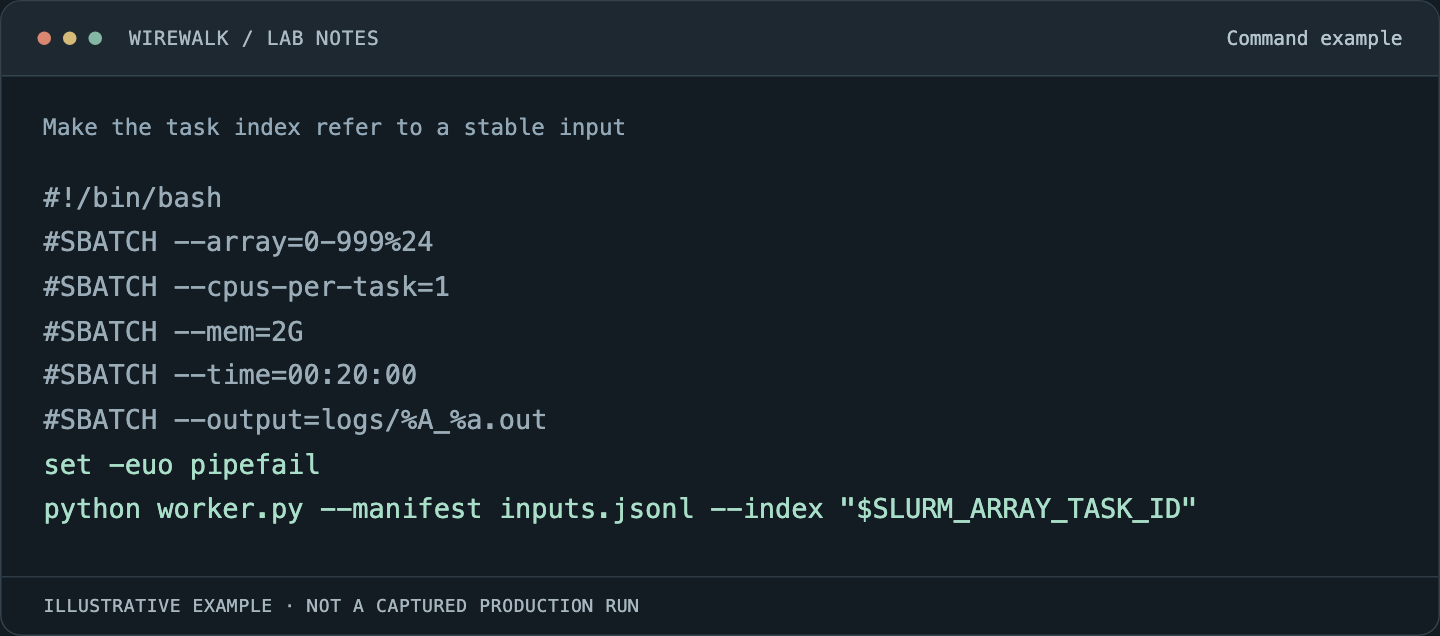 WIREWALK / LAB NOTES
Command example
Make the task index refer to a stable input
#!/bin/bash
#SBATCH --array=0-999%24
#SBATCH --cpus-per-task=1
#SBATCH --mem=2G
#SBATCH --time=00:20:00
#SBATCH --output=logs/%A_%a.out
set -euo pipefail
python worker.py --manifest inputs.jsonl --index "$SLURM_ARRAY_TASK_ID"
ILLUSTRATIVE EXAMPLE · NOT A CAPTURED PRODUCTION RUN